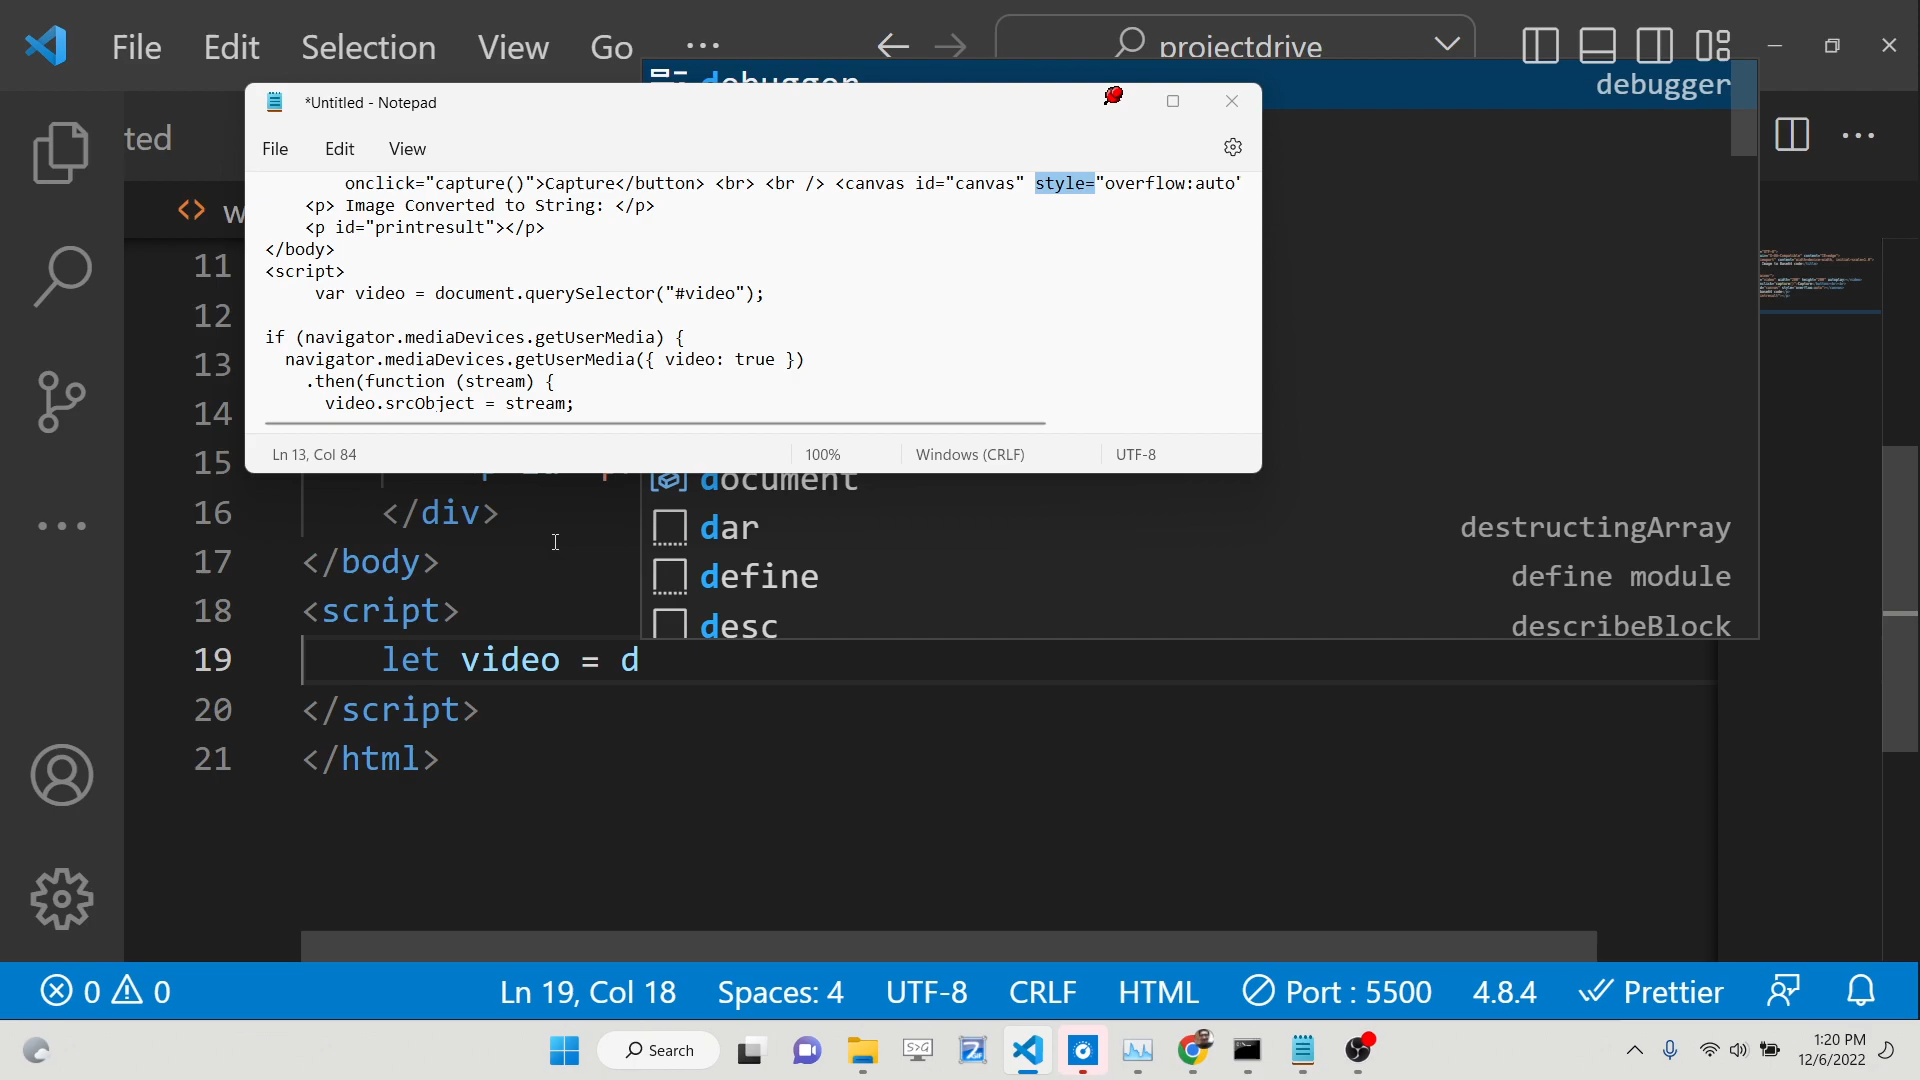 File Edit Selection View Go ... projectdrive
debugger debugger
*Untitled - Notepad
ted
File Edit View
onclick="capture()">Capture</button> <br> <br /> <canvas id="canvas" style="overflow:auto'
<p> Image Converted to String: </p>
<p id="printresult"></p>
</body>
<script>
var video = document.querySelector("#video");
if (navigator.mediaDevices.getUserMedia) {
navigator.mediaDevices.getUserMedia({ video: true })
.then(function (stream) {
video.srcObject = stream;
Ln 13, Col 84 100% Windows (CRLF) UTF-8
<> w
11
12
13
14
15
document
16 </div>
dar destructingArray
17 </body>
define define module
18 <script>
desc describeBlock
19 let video = d
20 </script>
21 </html>
0 0 Ln 19, Col 18 Spaces: 4 UTF-8 CRLF HTML Port : 5500 4.8.4 Prettier
Search
1:20 PM
12/6/2022